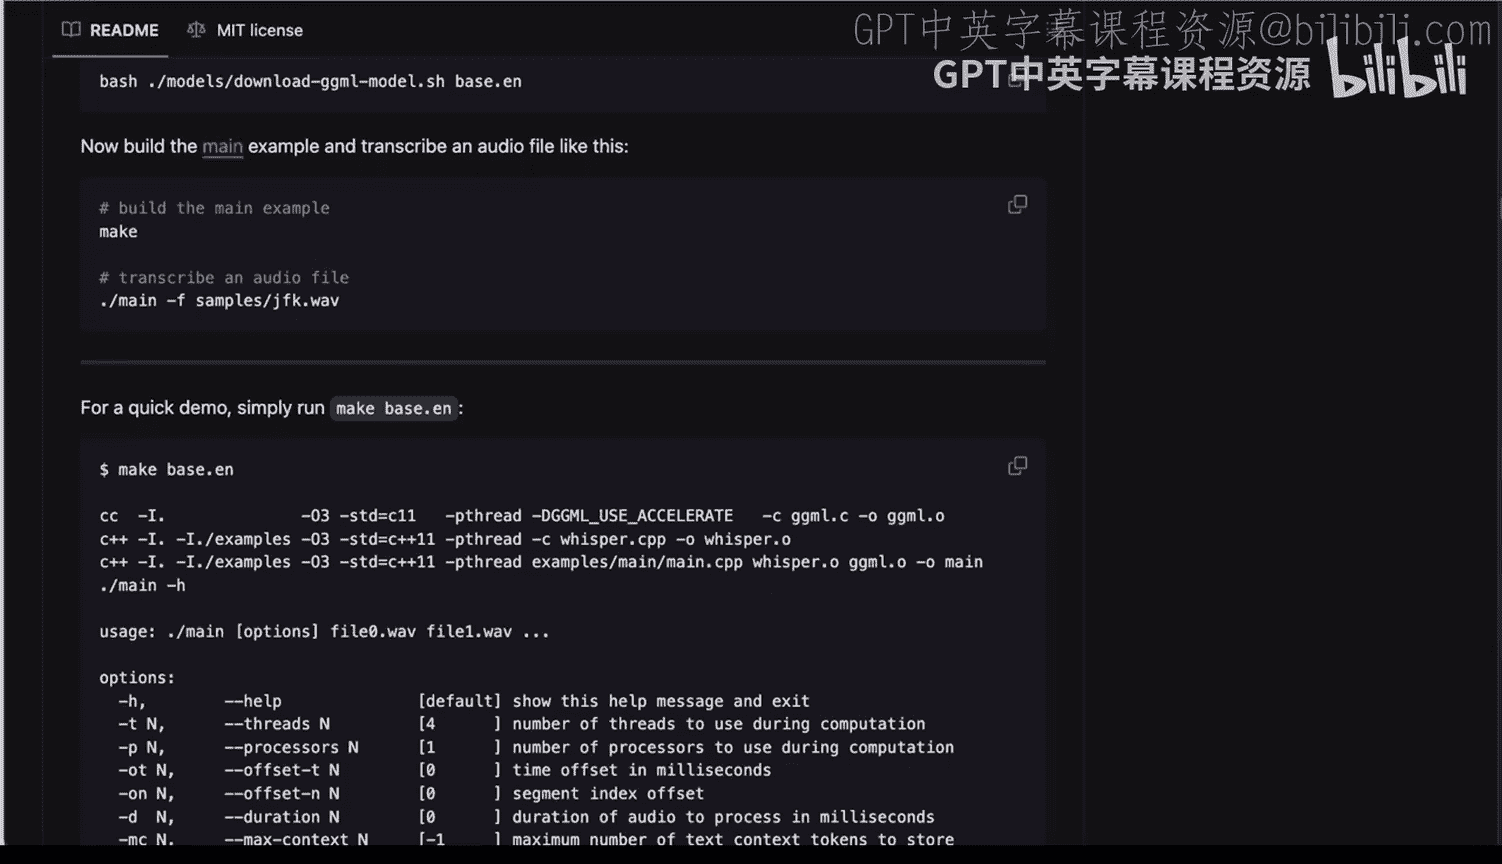 README MIT license
GPT中英字幕课程资源@bilibili.com
GPT中英字幕课程资源 bilibili
bash ./models/download-ggml-model.sh base.en
Now build the main example and transcribe an audio file like this:
# build the main example
make
# transcribe an audio file
./main -f samples/jfk.wav
For a quick demo, simply run make base.en:
$ make base.en
cc -I. -O3 -std=c11 -pthread -DGGML_USE_ACCELERATE -c ggml.c -o ggml.o
c++ -I. -I./examples -O3 -std=c++11 -pthread -c whisper.cpp -o whisper.o
c++ -I. -I./examples -O3 -std=c++11 -pthread examples/main/main.cpp whisper.o ggml.o -o main
./main -h
usage: ./main [options] file0.wav file1.wav ...
options:
-h, --help [default] show this help message and exit
-t N, --threads N [4 ] number of threads to use during computation
-p N, --processors N [1 ] number of processors to use during computation
-ot N, --offset-t N [0 ] time offset in milliseconds
-on N, --offset-n N [0 ] segment index offset
-d N, --duration N [0 ] duration of audio to process in milliseconds
-mc N, --max-context N [-1 ] maximum number of text context tokens to store